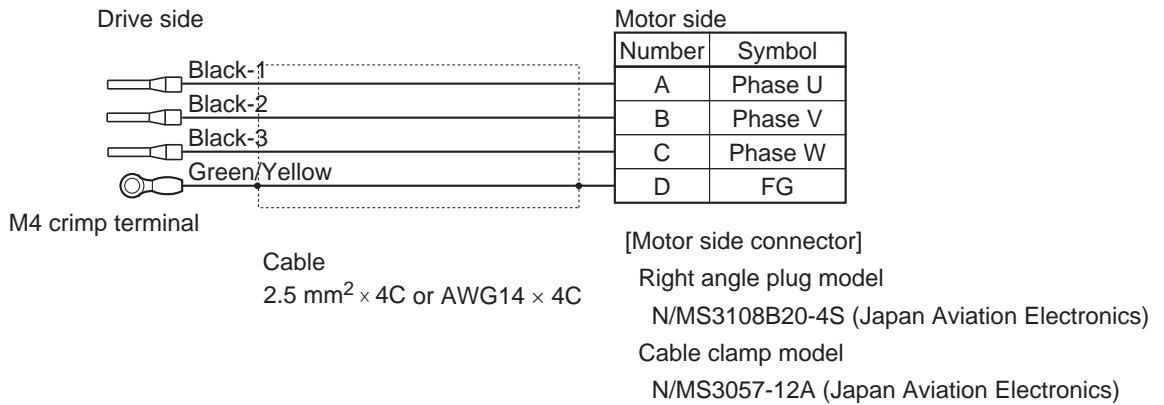 Drive side
Motor side
Number Symbol
Black-1
A Phase U
Black-2
B Phase V
Black-3
C Phase W
Green/Yellow
D FG
M4 crimp terminal
Cable
2.5 mm² × 4C or AWG14 × 4C
[Motor side connector]
Right angle plug model
N/MS3108B20-4S (Japan Aviation Electronics)
Cable clamp model
N/MS3057-12A (Japan Aviation Electronics)